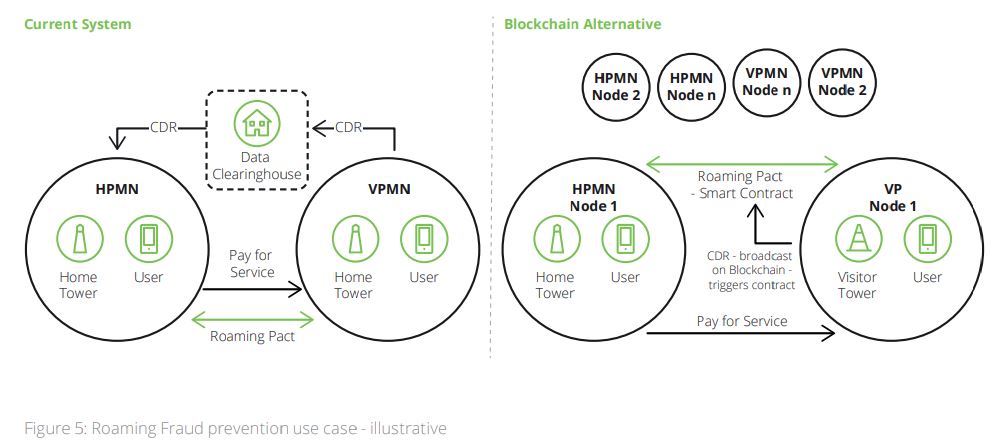 Current System
CDR
CDR
Data
Clearinghouse
HPMN
Home
Tower
User
Pay for
Service
Roaming Pact
VPMN
Home
Tower
User
Blockchain Alternative
HPMN
Node 2
HPMN
Node n
VPMN
Node n
VPMN
Node 2
HPMN
Node 1
Home
Tower
User
Roaming Pact
- Smart Contract
CDR - broadcast
on Blockchain -
triggers contract
Pay for Service
VP
Node 1
Visitor
Tower
User
Figure 5: Roaming Fraud prevention use case - illustrative